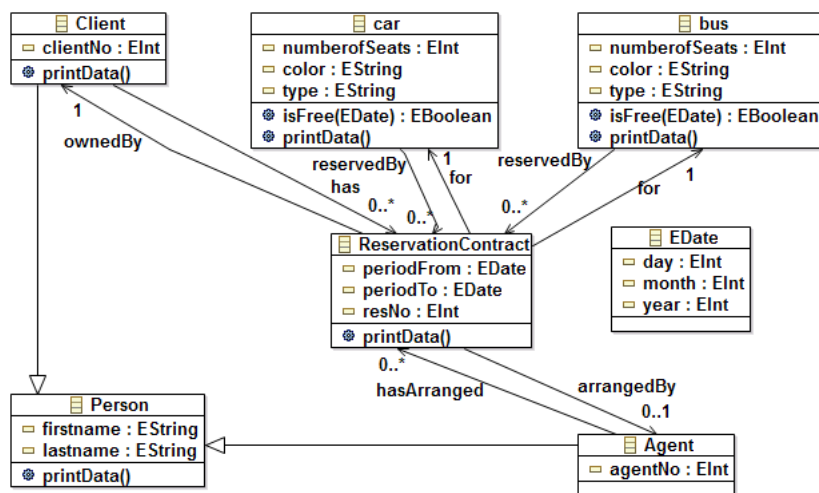 Client
clientNo : EInt
printData()
car
numberofSeats : EInt
color : EString
type : EString
isFree(EDate) : EBoolean
printData()
bus
numberofSeats : EInt
color : EString
type : EString
isFree(EDate) : EBoolean
printData()
1
ownedBy
has
0..*
reservedBy
0..*
1
for
reservedBy
0..*
1
for
ReservationContract
periodFrom : EDate
periodTo : EDate
resNo : EInt
printData()
EDate
day : EInt
month : EInt
year : EInt
0..*
hasArranged
arrangedBy
0..1
Person
firstname : EString
lastname : EString
printData()
Agent
agentNo : EInt